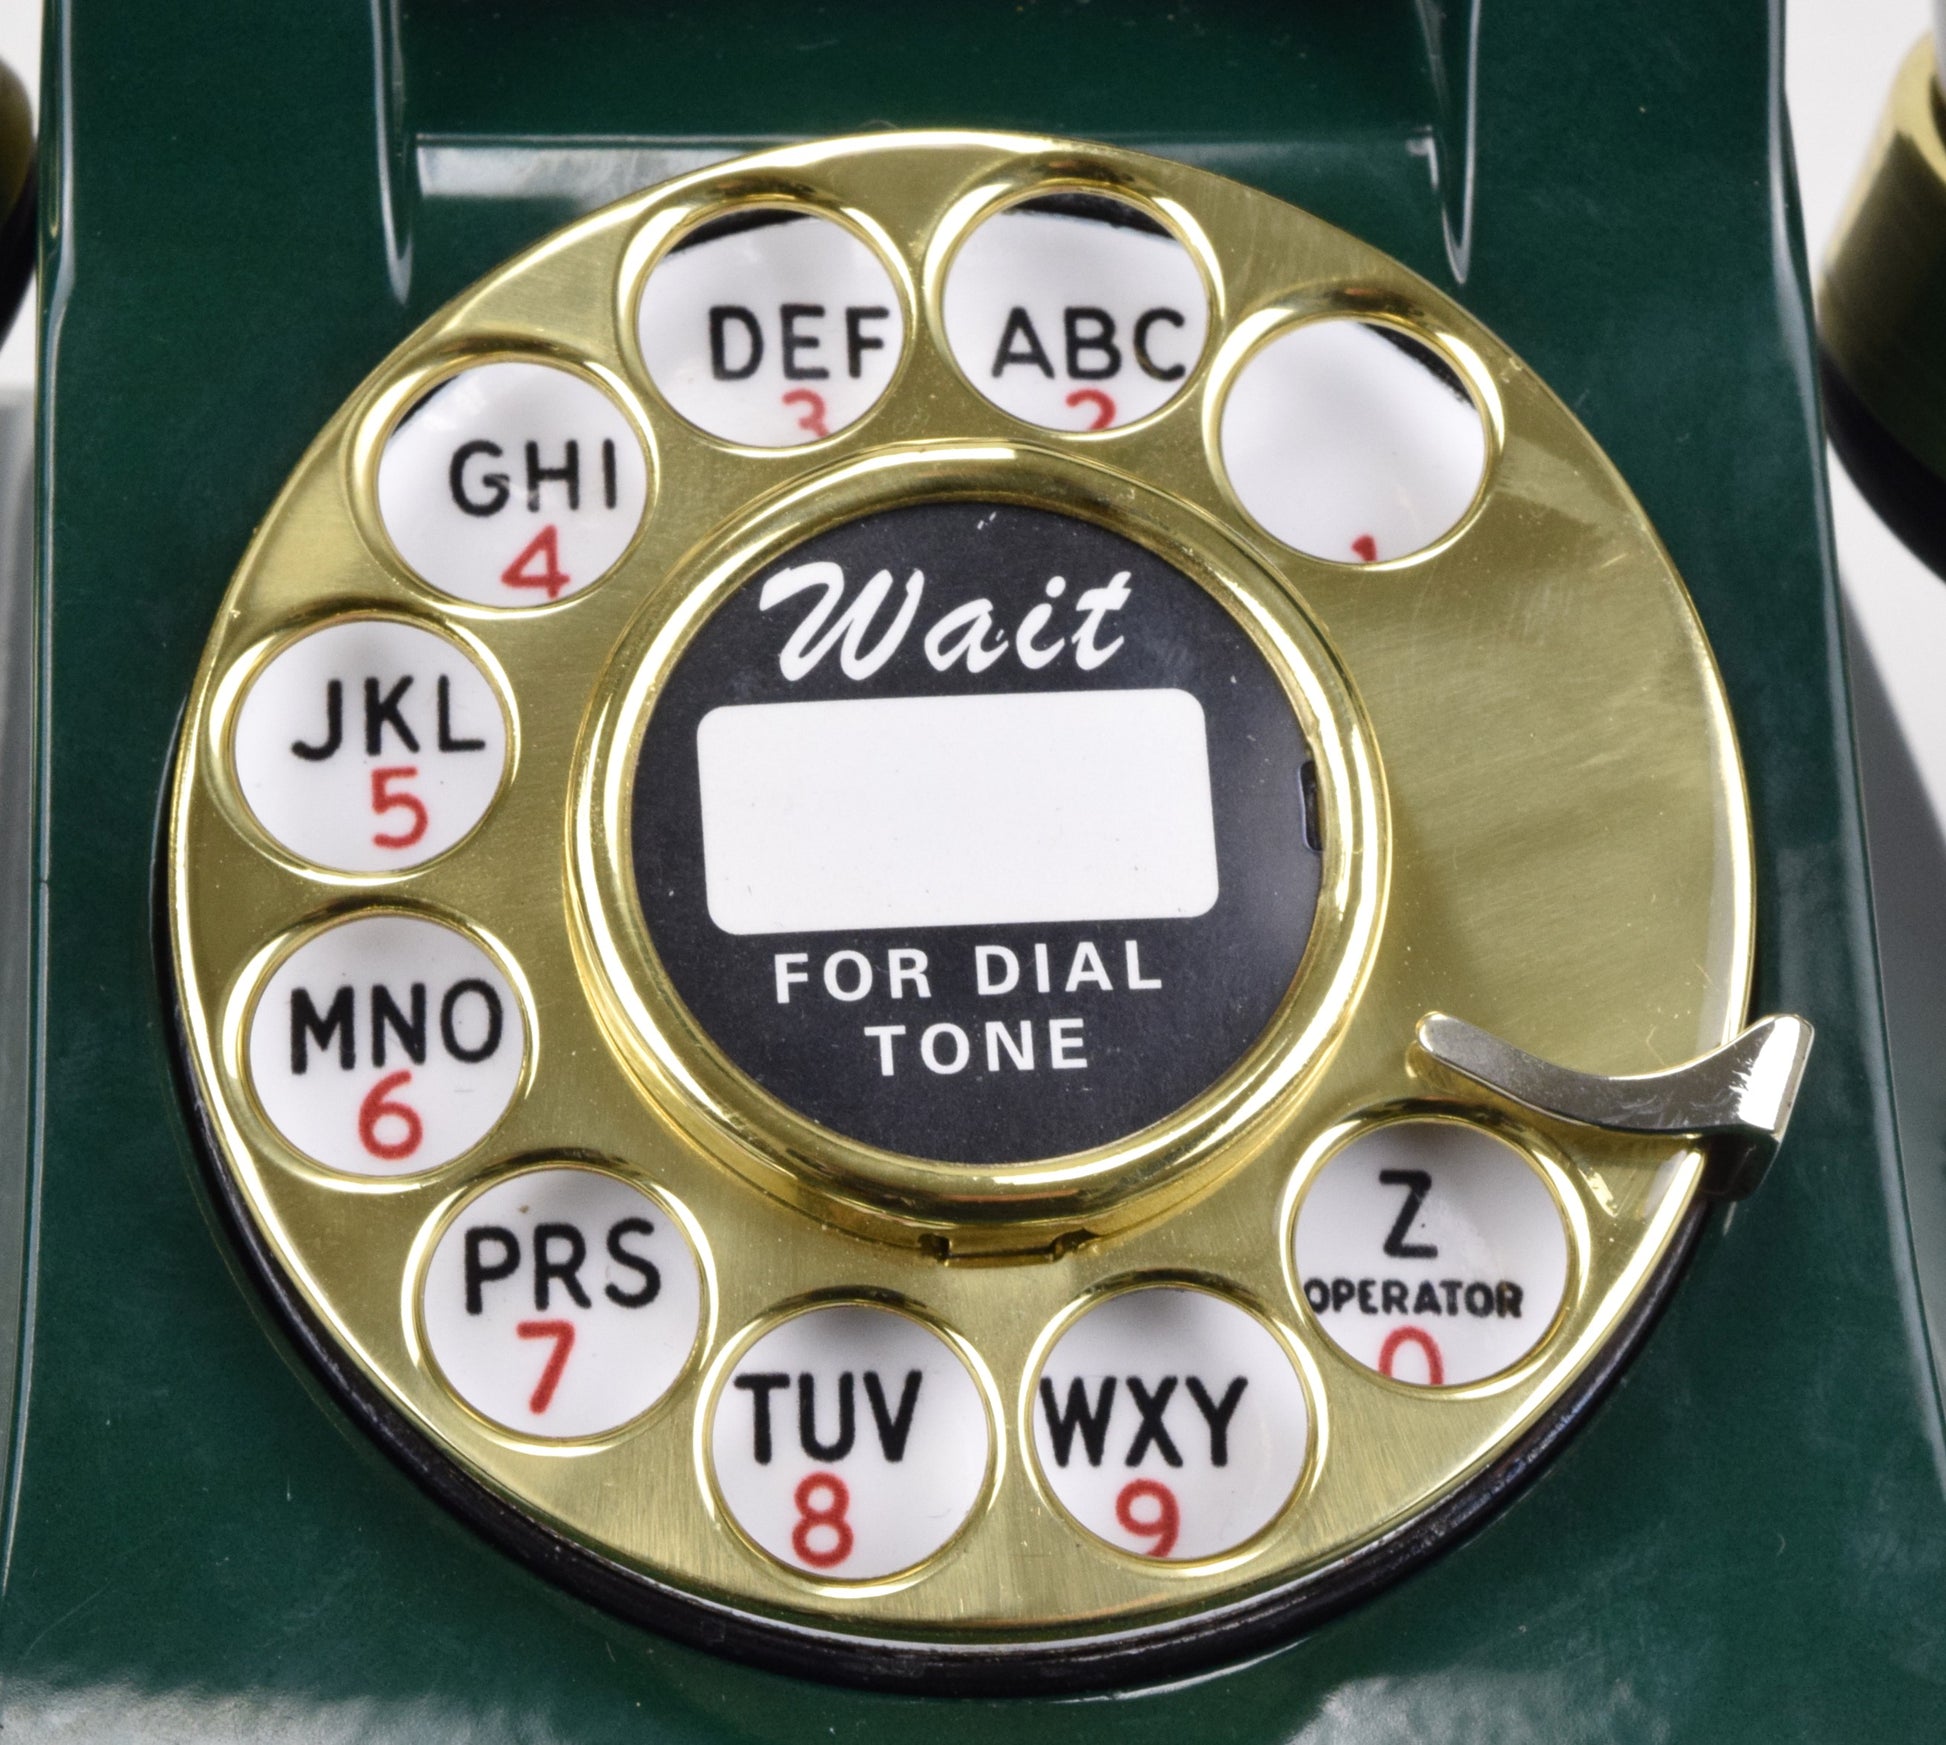 ABC
2
DEF
3
1
GHI
4
Wait
JKL
5
FOR DIAL
TONE
MNO
6
PRS
7
Z
OPERATOR
0
TUV
8
WXY
9